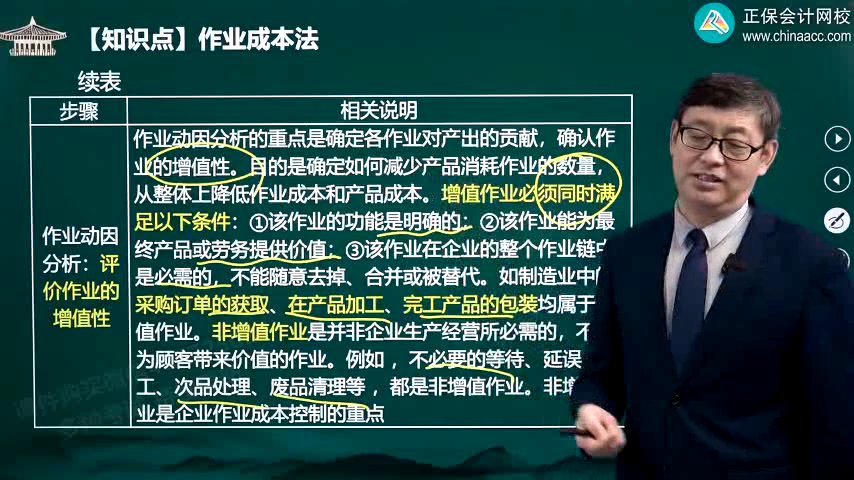 正保会计网校
www.chinaacc.com
【知识点】作业成本法
续表
步骤
相关说明
作业动因
分析：评
价作业的
增值性
作业动因分析的重点是确定各作业对产出的贡献，确认作
业的增值性。目的是确定如何减少产品消耗作业的数量，
从整体上降低作业成本和产品成本。增值作业必须同时满
足以下条件：①该作业的功能是明确的；②该作业能为最
终产品或劳务提供价值；③该作业在企业的整个作业链中
是必需的，不能随意去掉、合并或被替代。如制造业中的
采购订单的获取、在产品加工、完工产品的包装均属于
值作业。非增值作业是并非企业生产经营所必需的，不
为顾客带来价值的作业。例如，不必要的等待、延误
工、次品处理、废品清理等，都是非增值作业。非增
业是企业作业成本控制的重点